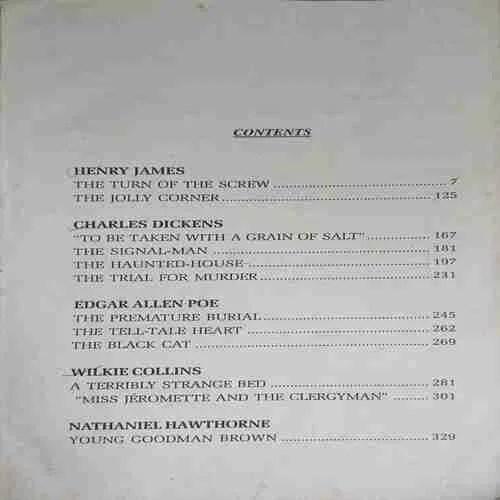 CONTENTS
HENRY JAMES
THE TURN OF THE SCREW ................................................ 7
THE JOLLY CORNER ........................................................ 125
CHARLES DICKENS
"TO BE TAKEN WITH A GRAIN OF SALT" ................. 167
THE SIGNAL-MAN ........................................................... 181
THE HAUNTED-HOUSE .................................................. 197
THE TRIAL FOR MURDER ............................................... 231
EDGAR ALLEN POE
THE PREMATURE BURIAL ............................................... 245
THE TELL-TALE HEART .................................................. 262
THE BLACK CAT ................................................................ 269
WILKIE COLLINS
A TERRIBLY STRANGE BED ........................................... 281
"MISS JÉROMETTE AND THE CLERGYMAN" ......... 301
NATHANIEL HAWTHORNE
YOUNG GOODMAN BROWN ......................................... 329